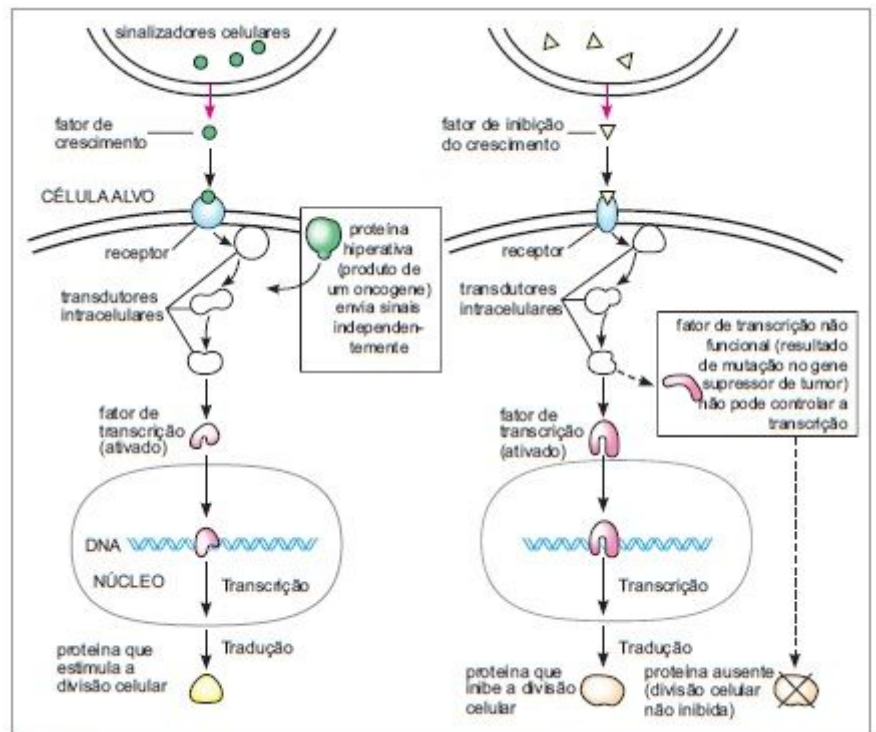 sinalizadores celulares
fator de
crescimento
CÉLULA ALVO
receptor
transdutores
intracelulares
proteína
hiperativa
(produto de
um oncogene)
envia sinais
independen-
temente
fator de
transcrição
(ativado)
DNA
NÚCLEO
Transcrição
Tradução
proteína que
estimula a
divisão celular
fator de inibição
do crescimento
receptor
transdutores
intracelulares
fator de transcrição não
funcional (resultado
de mutação no gene
supressor de tumor)
não pode controlar a
transcrição
fator de
transcrição
(ativado)
Transcrição
Tradução
proteína que
inibe a divisão
celular
proteína ausente
(divisão celular
não inibida)